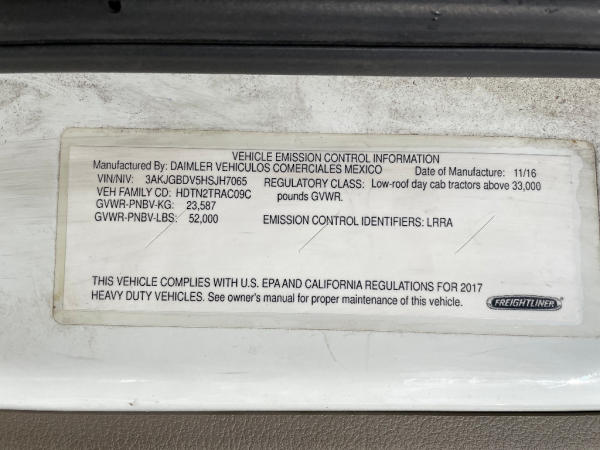 VEHICLE EMISSION CONTROL INFORMATION
Manufactured By: DAIMLER VEHICULOS COMERCIALES MEXICO Date of Manufacture: 11/16
VIN/NIV: 3AKJGBDV5HSJH7065 REGULATORY CLASS: Low-roof day cab tractors above 33,000
VEH FAMILY CD: HDTN2TRAC09C pounds GVWR.
GVWR-PNBV-KG: 23,587
GVWR-PNBV-LBS: 52,000 EMISSION CONTROL IDENTIFIERS: LRRA
THIS VEHICLE COMPLIES WITH U.S. EPA AND CALIFORNIA REGULATIONS FOR 2017
HEAVY DUTY VEHICLES. See owner's manual for proper maintenance of this vehicle.
FREIGHTLINER